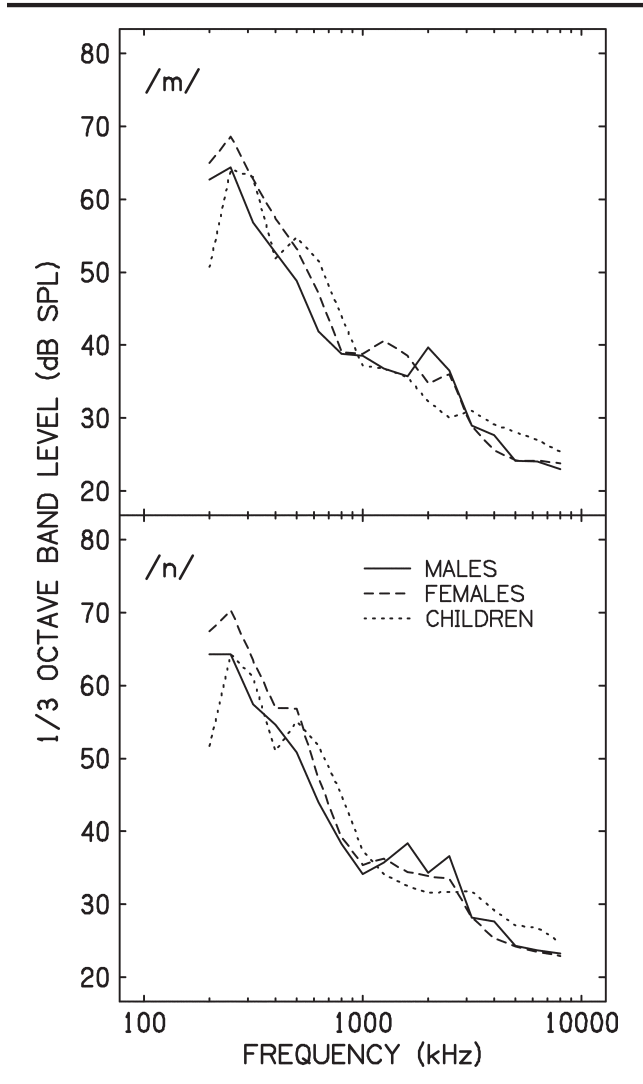 80
/m/
70
60
50
40
30
20
1/3 OCTAVE BAND LEVEL (dB SPL)
80
/n/
MALES
FEMALES
CHILDREN
70
60
50
40
30
20
100 1000 10000
FREQUENCY (kHz)